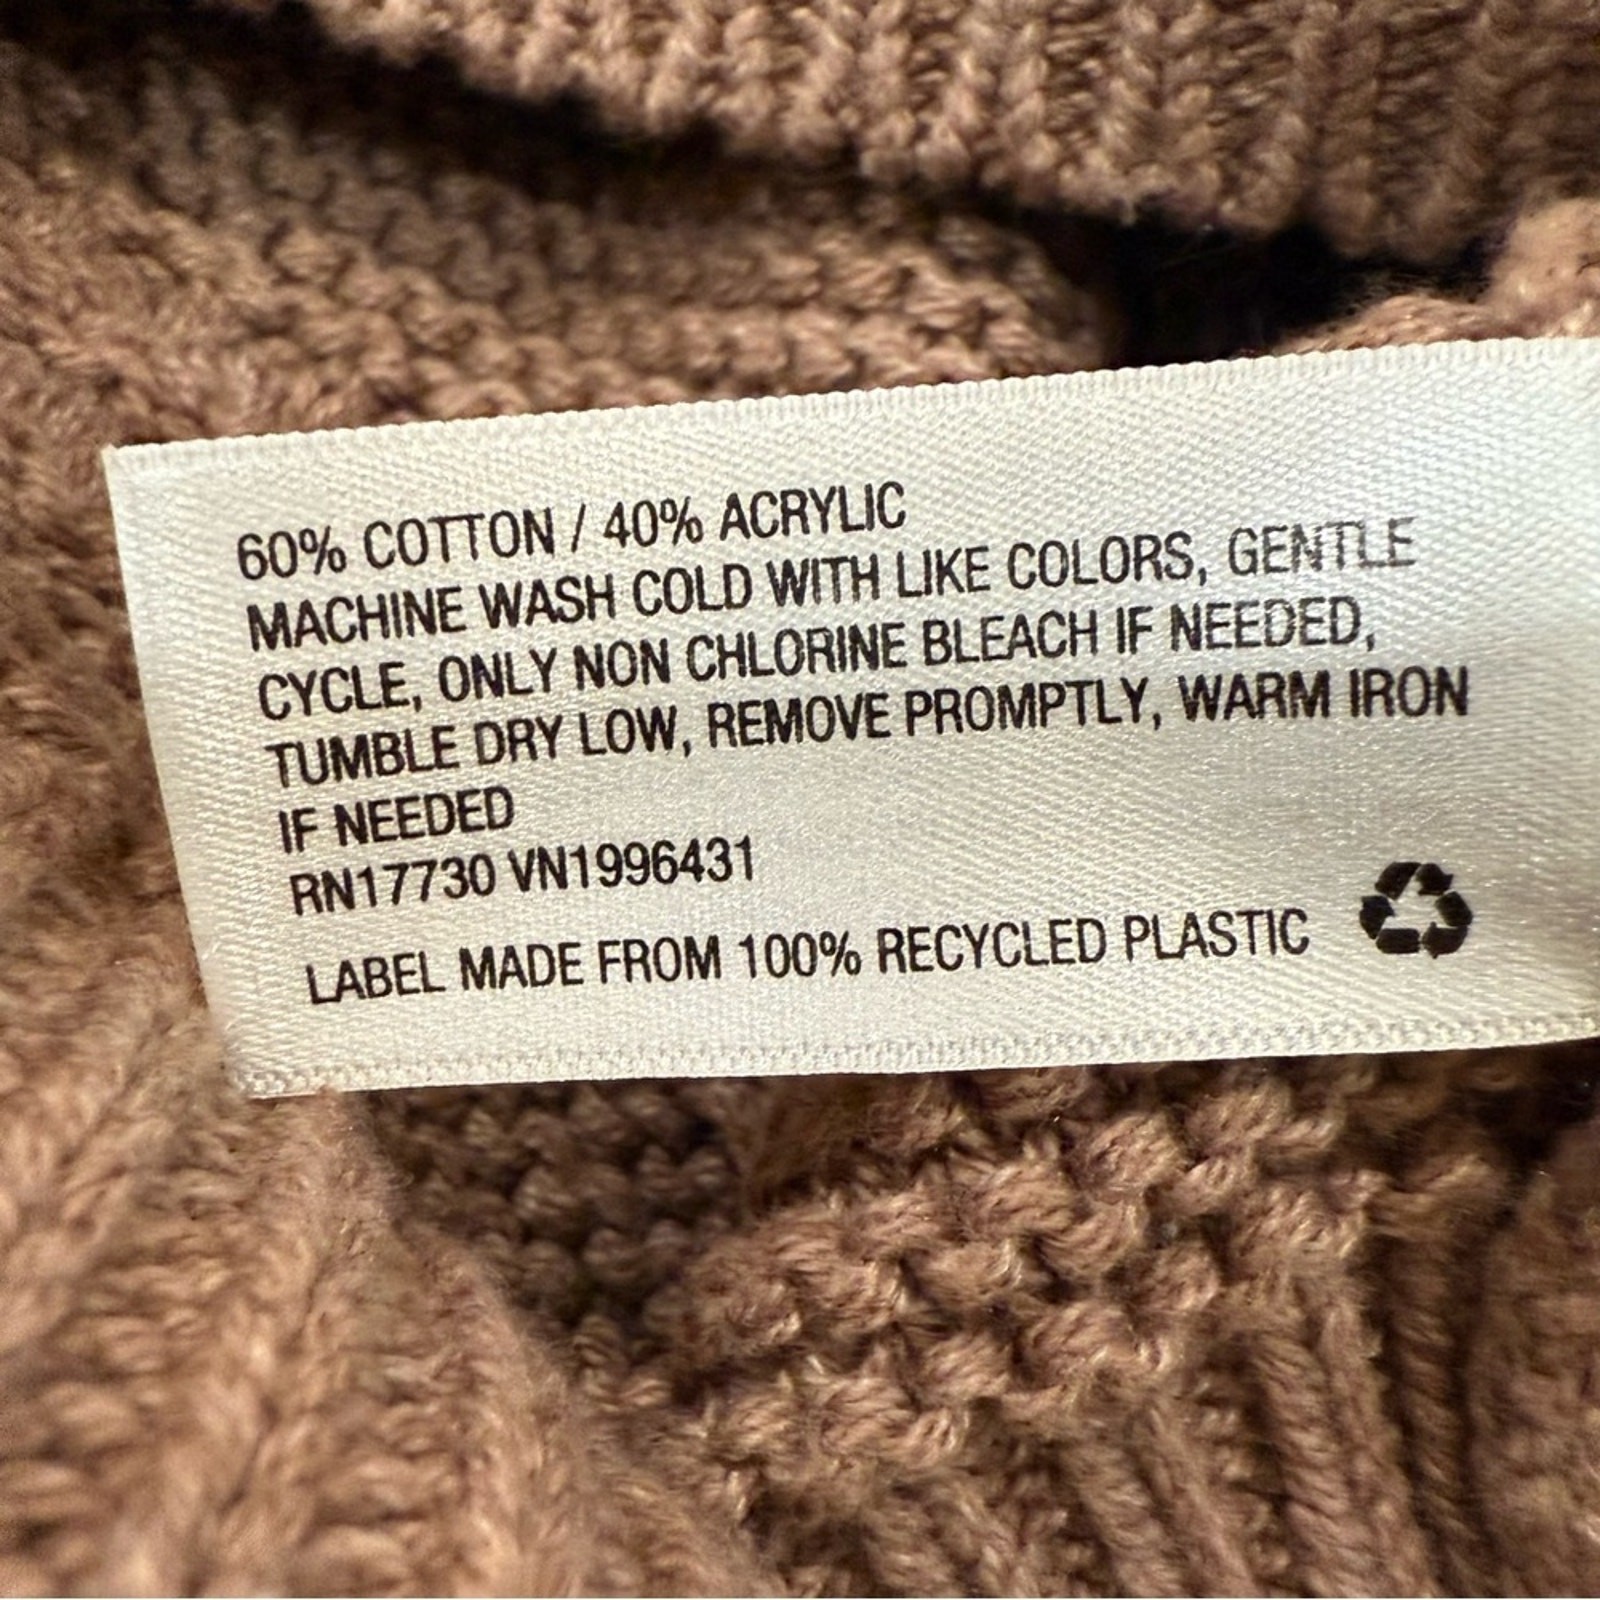 60% COTTON / 40% ACRYLIC
MACHINE WASH COLD WITH LIKE COLORS, GENTLE
CYCLE, ONLY NON CHLORINE BLEACH IF NEEDED,
TUMBLE DRY LOW, REMOVE PROMPTLY, WARM IRON
IF NEEDED
RN17730 VN1996431
LABEL MADE FROM 100% RECYCLED PLASTIC